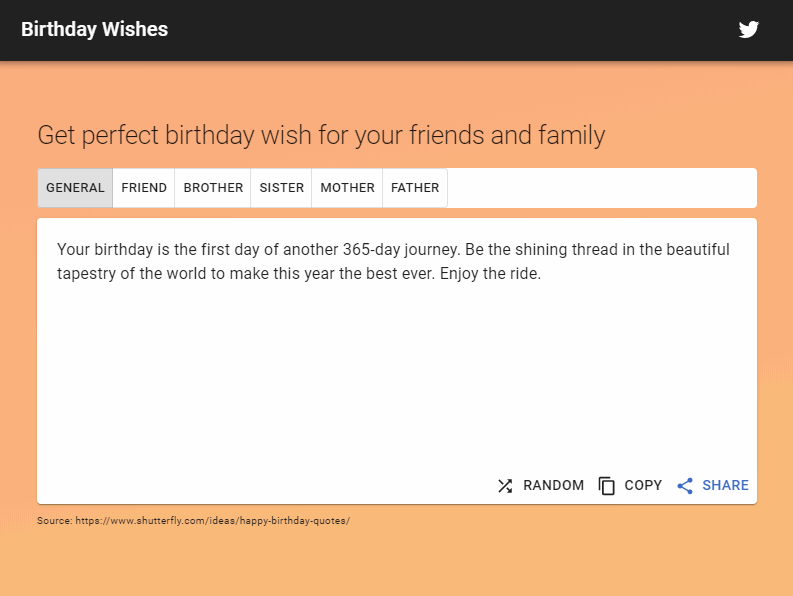 Birthday Wishes
Get perfect birthday wish for your friends and family
GENERAL FRIEND BROTHER SISTER MOTHER FATHER
Your birthday is the first day of another 365-day journey. Be the shining thread in the beautiful
tapestry of the world to make this year the best ever. Enjoy the ride.
RANDOM COPY SHARE
Source: https://www.shutterfly.com/ideas/happy-birthday-quotes/